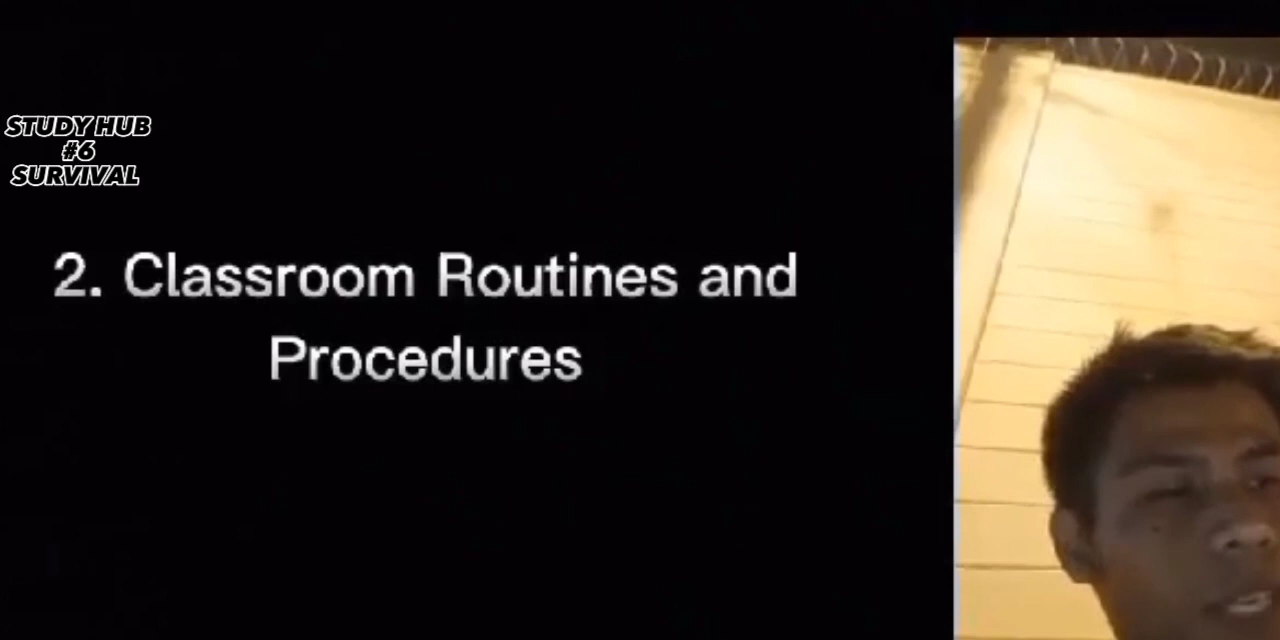 STUDY HUB
#6
SURVIVAL
2. Classroom Routines and
Procedures